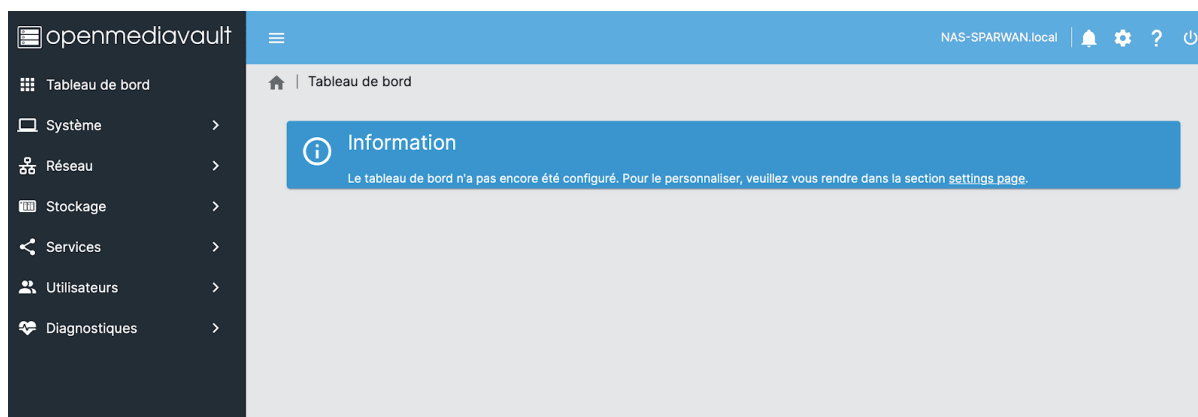 openmediavault
NAS-SPARWAN.local
Tableau de bord
Système
Réseau
Stockage
Services
Utilisateurs
Diagnostiques
Tableau de bord
Information
Le tableau de bord n'a pas encore été configuré. Pour le personnaliser, veuillez vous rendre dans la section settings page.